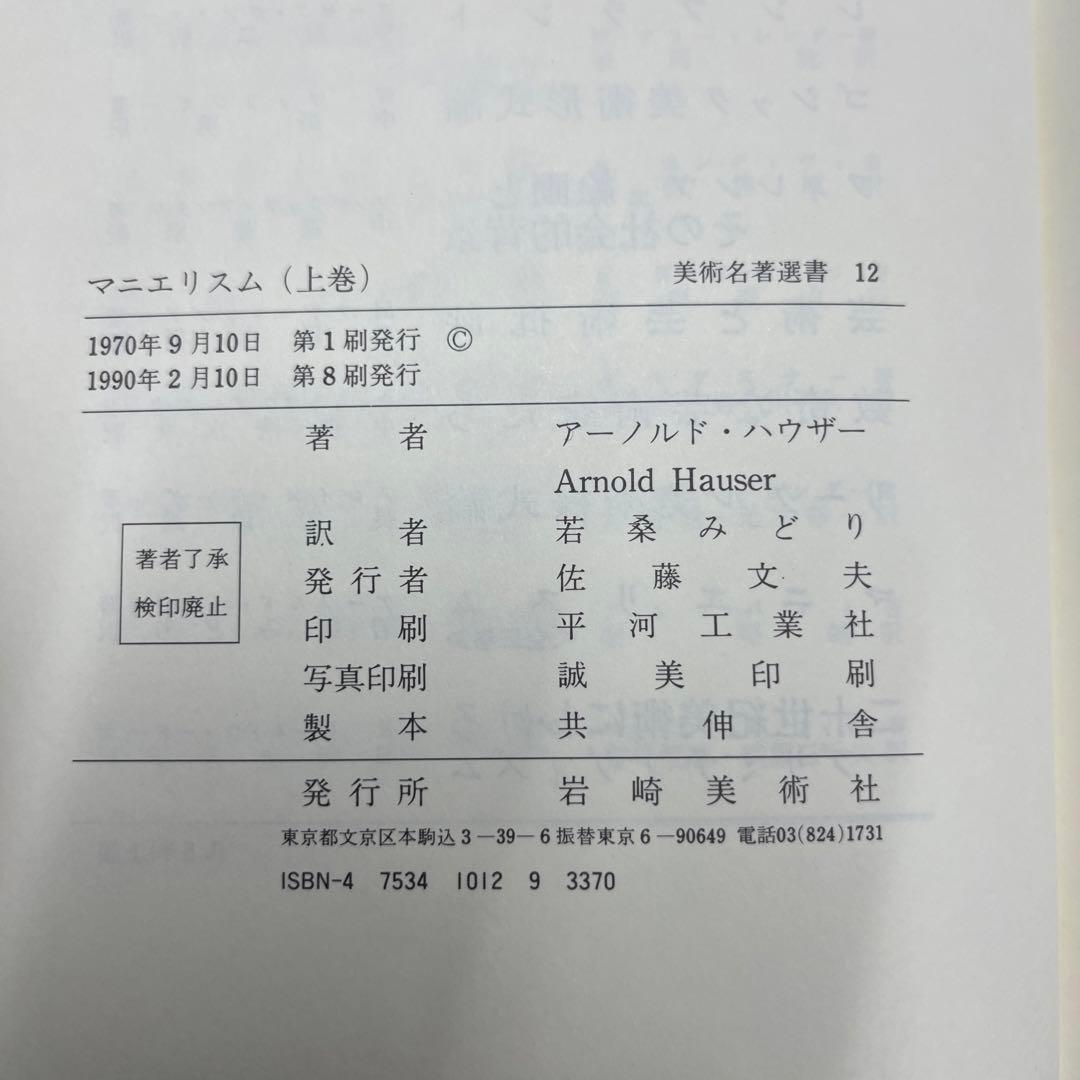 マニエリスム（上巻） 美術名著選書 12
1970年9月10日 第1刷発行 ©
1990年2月10日 第8刷発行
著者 アーノルド・ハウザー
Arnold Hauser
訳者 若桑みどり
発行者 佐藤文夫
印刷 平河工業社
写真印刷 誠美印刷
製本 共伸舎
著者了承
検印廃止
発行所 岩崎美術社
東京都文京区本駒込3―39―6 振替東京6―90649 電話03(824)1731
ISBN-4 7534 1012 9 3370